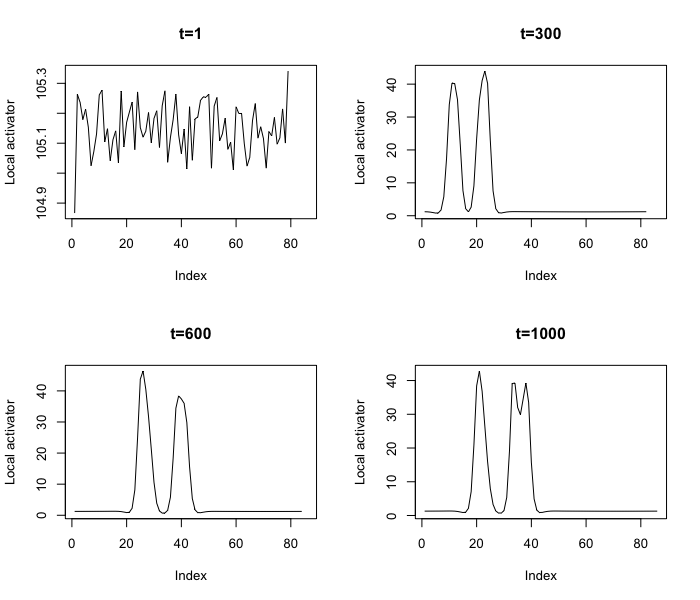 t=1
Local activator
104.9 105.1 105.3
0 20 40 60 80
Index
t=300
Local activator
0 10 20 30 40
0 20 40 60 80
Index
t=600
Local activator
0 10 20 30 40
0 20 40 60 80
Index
t=1000
Local activator
0 10 20 30 40
0 20 40 60 80
Index